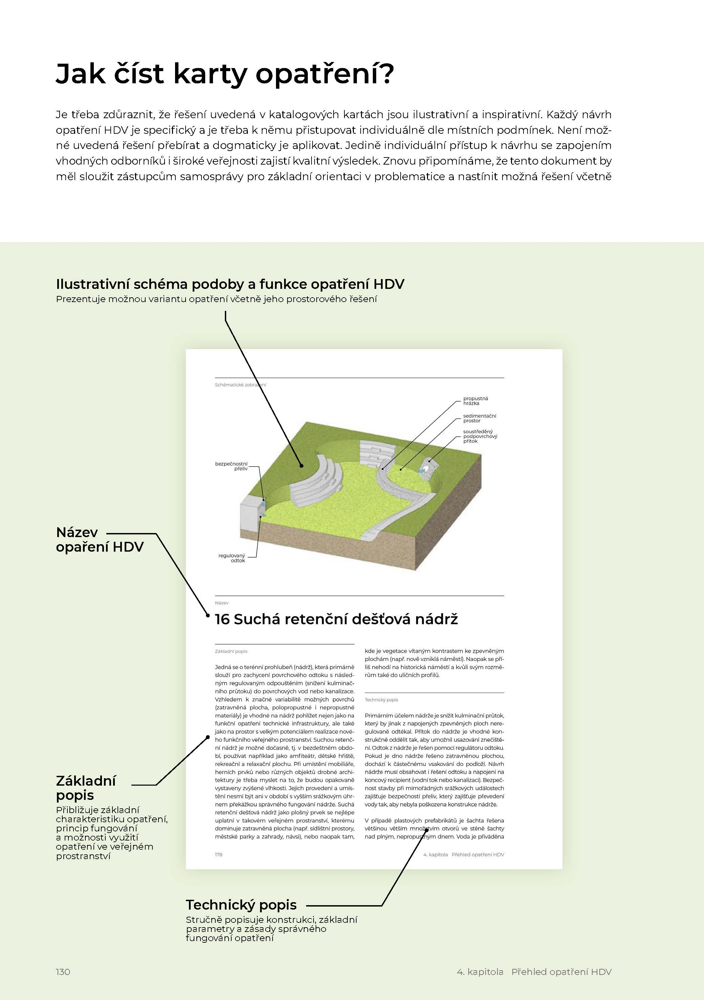 Jak číst karty opatření?
Je třeba zdůraznit, že řešení uvedená v katalogových kartách jsou ilustrativní a inspirativní. Každý návrh
opatření HDV je specifický a je třeba k němu přistupovat individuálně dle místních podmínek. Není mož-
né uvedená řešení přebírat a dogmaticky je aplikovat. Jedině individuální přístup k návrhu se zapojením
vhodných odborníků i široké veřejnosti zajistí kvalitní výsledek. Znovu připomínáme, že tento dokument by
měl sloužit zástupcům samosprávy pro základní orientaci v problematice a nastínit možná řešení včetně
Ilustrativní schéma podoby a funkce opatření HDV
Prezentuje možnou variantu opatření včetně jeho prostorového řešení
Schématické zobrazení
propustná
hrázka
sedimentační
prostor
soustředěný
podpovrchový
přítok
bezpečnostní
přeliv
regulovaný
odtok
Název
opaření HDV
Název
16 Suchá retenční dešťová nádrž
Základní popis
Jedná se o terénní prohlubeň (nádrž), která primárně
slouží pro zachycení povrchového odtoku s násled-
ným regulovaným odpouštěním (snížení kulminač-
ního průtoku) do povrchových vod nebo kanalizace.
Vzhledem k značné variabilitě možných povrchů
(zatravněná plocha, polopropustné i nepropustné
materiály) je vhodné na nádrž pohlížet nejen jako na
funkční opatření technické infrastruktury, ale také
jako na prostor s velkým potenciálem realizace nové-
ho funkčního veřejného prostranství. Suchou retenč-
ní nádrž je možné dočasně, tj. v bezdeštném obdo-
bí, používat například jako amfiteátr, dětské hřiště,
rekreační a relaxační plochu. Při umístění mobiliáře,
herních prvků nebo různých objektů drobné archi-
tektury je třeba myslet na to, že budou opakovaně
vystaveny zvýšené vlhkosti. Jejich provedení a umís-
tění nesmí být ani v období s vyšším srážkovým úhr-
nem překážkou správného fungování nádrže. Suchá
retenční dešťová nádrž jako plošný prvek se nejlépe
uplatní v takovém veřejném prostranství, kterému
dominuje zatravněná plocha (např. sídlištní prostory,
městské parky a zahrady, návsi), nebo naopak tam,
kde je vegetace vítaným kontrastem ke zpevněným
plochám (např. nově vzniklá náměstí). Naopak se pří-
liš nehodí na historická náměstí a kvůli svým rozmě-
rům také do uličních profilů.
Technický popis
Primárním účelem nádrže je snížit kulminační průtok,
který by jinak z napojených zpevněných ploch nere-
gulovaně odtékal. Přítok do nádrže je vhodné kon-
strukčně oddělit tak, aby umožnil usazování znečiště-
ní. Odtok z nádrže je řešen pomocí regulátoru odtoku.
Pokud je dno nádrže řešeno zatravněnou plochou,
dochází k částečnému vsakování do podloží. Návrh
nádrže musí obsahovat i řešení odtoku a napojení na
koncový recipient (vodní tok nebo kanalizaci). Bezpeč-
nost stavby při mimořádných srážkových událostech
zajišťuje bezpečností přeliv, který zajišťuje převedení
vody tak, aby nebyla poškozena konstrukce nádrže.
V případě plastových prefabrikátů je šachta řešena
většinou větším množstvím otvorů ve stěně šachty
nad plným, nepropustným dnem. Voda je přiváděna
178
4. kapitola Přehled opatření HDV
Základní
popis
Přibližuje základní
charakteristiku opatření,
princip fungování
a možnosti využití
opatření ve veřejném
prostranství
Technický popis
Stručně popisuje konstrukci, základní
parametry a zásady správného
fungování opatření
130
4. kapitola Přehled opatření HDV